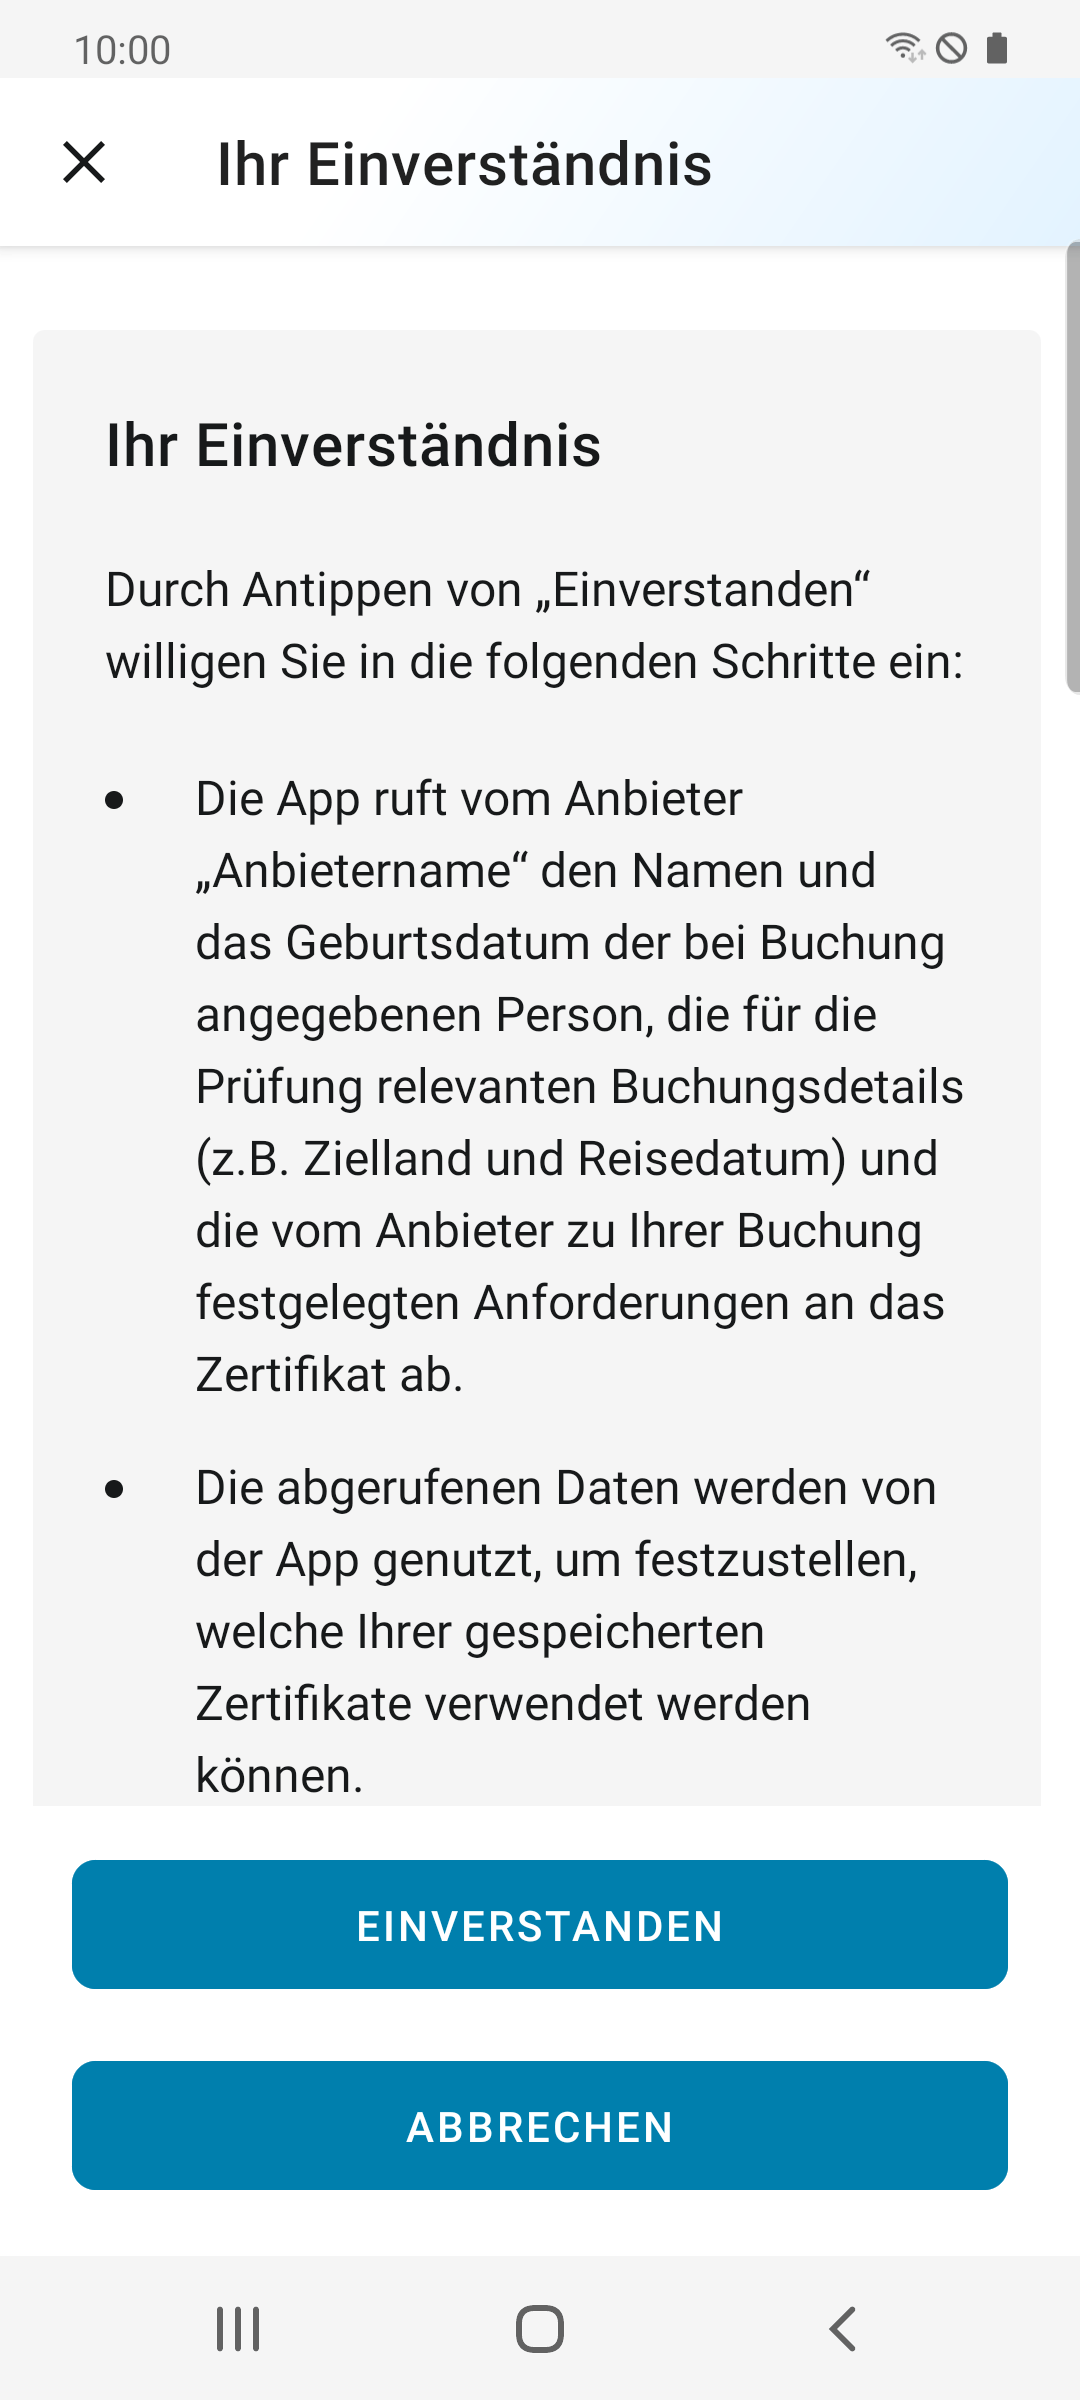 10:00
Ihr Einverständnis
Ihr Einverständnis
Durch Antippen von „Einverstanden“
willigen Sie in die folgenden Schritte ein:
• Die App ruft vom Anbieter
„Anbietername“ den Namen und
das Geburtsdatum der bei Buchung
angegebenen Person, die für die
Prüfung relevanten Buchungsdetails
(z.B. Zielland und Reisedatum) und
die vom Anbieter zu Ihrer Buchung
festgelegten Anforderungen an das
Zertifikat ab.
• Die abgerufenen Daten werden von
der App genutzt, um festzustellen,
welche Ihrer gespeicherten
Zertifikate verwendet werden
können.
EINVERSTANDEN
ABBRECHEN